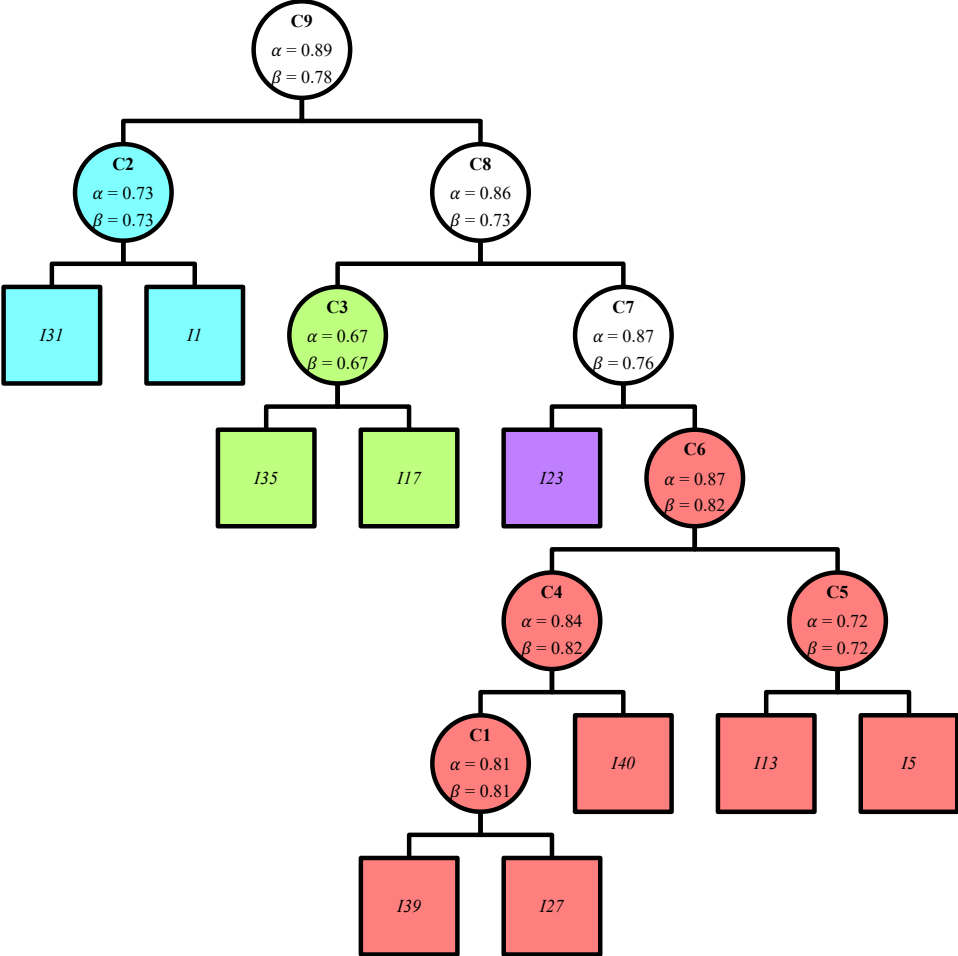 C9
α = 0.89
β = 0.78
C2
α = 0.73
β = 0.73
C8
α = 0.86
β = 0.73
I31
I1
C3
α = 0.67
β = 0.67
C7
α = 0.87
β = 0.76
I35
I17
I23
C6
α = 0.87
β = 0.82
C4
α = 0.84
β = 0.82
C5
α = 0.72
β = 0.72
C1
α = 0.81
β = 0.81
I40
I13
I5
I39
I27